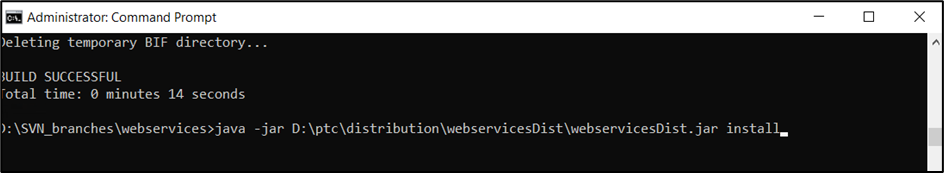 Administrator: Command Prompt
Deleting temporary BIF directory...
BUILD SUCCESSFUL
Total time: 0 minutes 14 seconds
D:\SVN_branches\webservices>java -jar D:\ptc\distribution\webservicesDist\webservicesDist.jar install